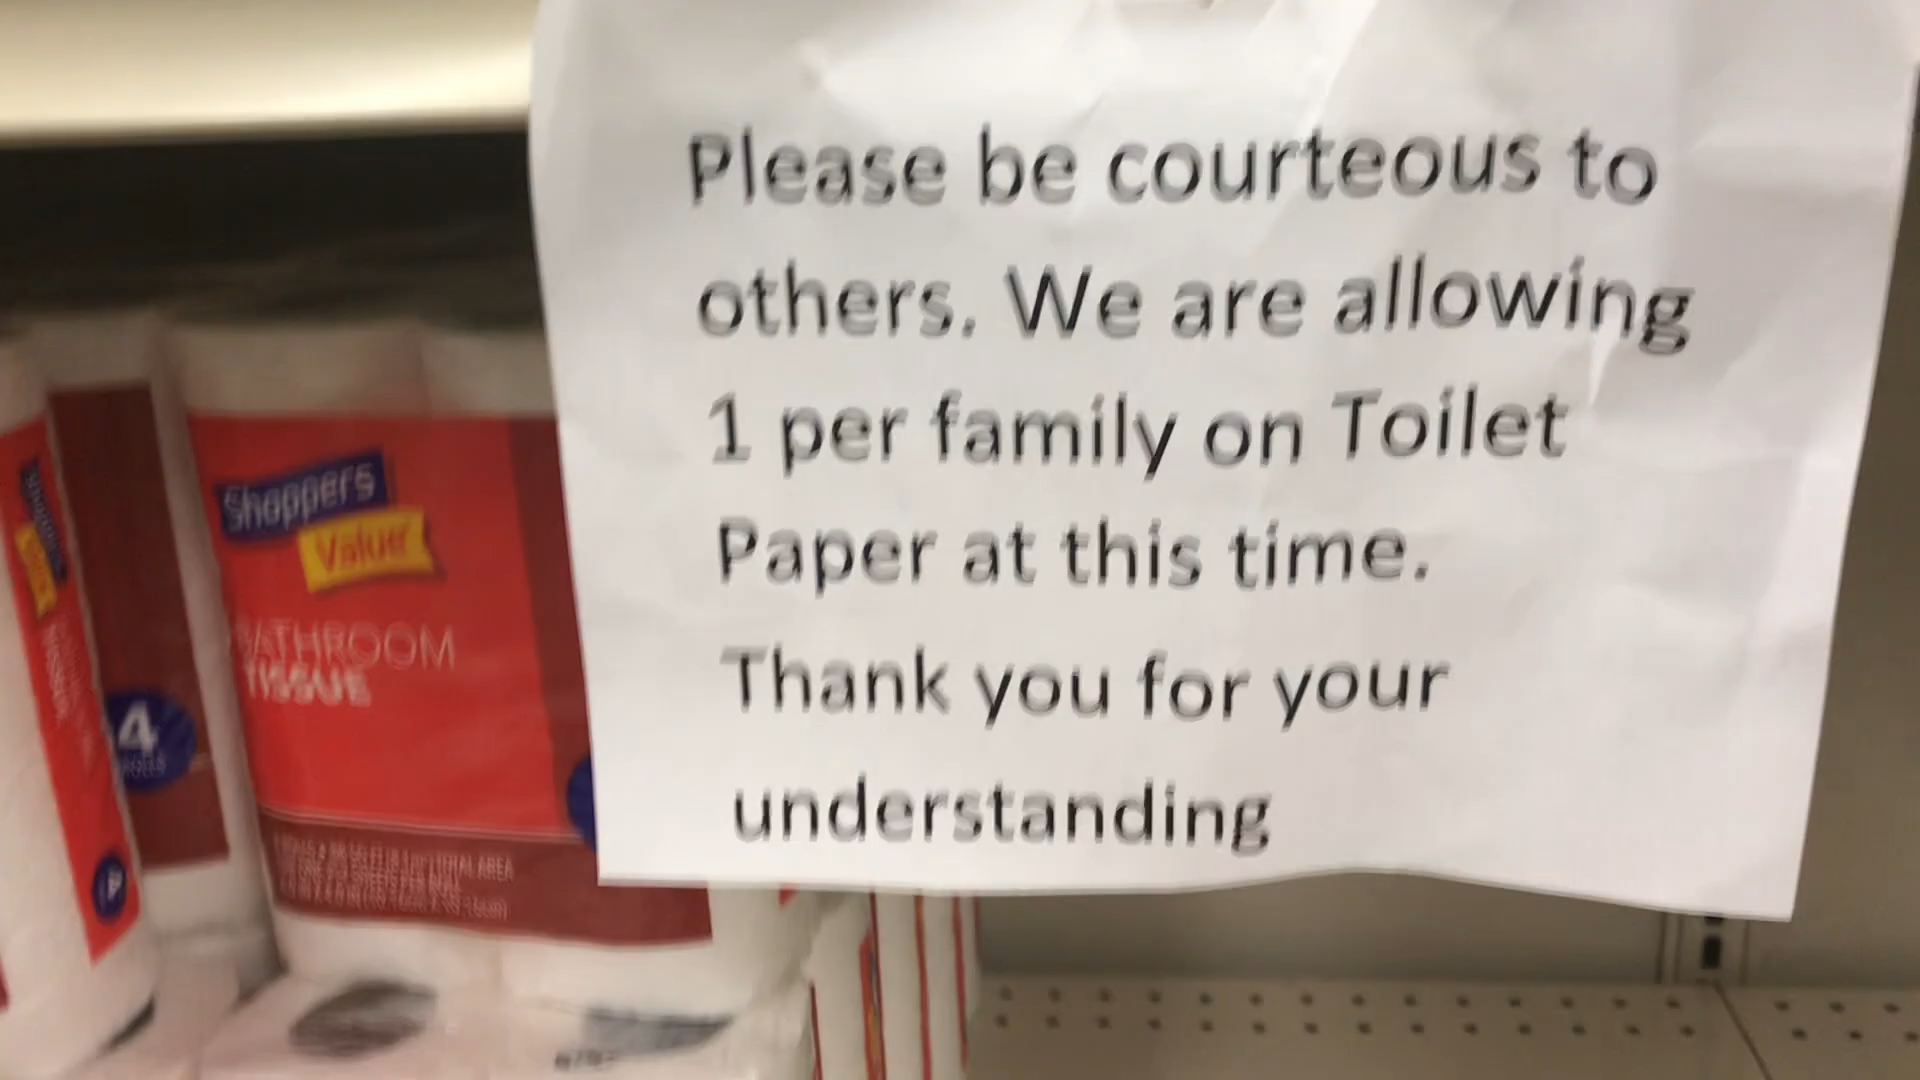 Please be courteous to
others. We are allowing
1 per family on Toilet
Paper at this time.
Thank you for your
understanding
Shoppers
Value
BATHROOM
TISSUE
4
4